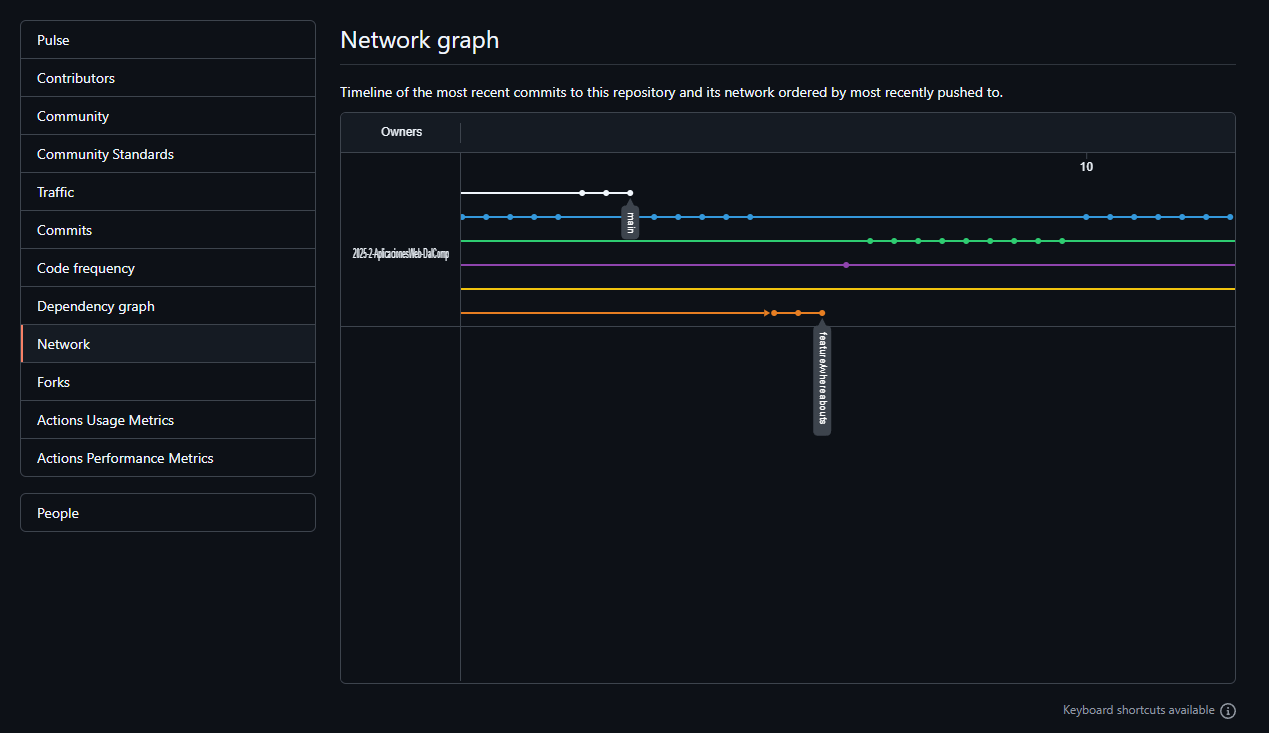 Pulse
Contributors
Community
Community Standards
Traffic
Commits
Code frequency
Dependency graph
Network
Forks
Actions Usage Metrics
Actions Performance Metrics
People
Network graph
Timeline of the most recent commits to this repository and its network ordered by most recently pushed to.
Owners
10
2025-2-AplicacionesWeb-DalComp
main
feature/whereabouts
Keyboard shortcuts available